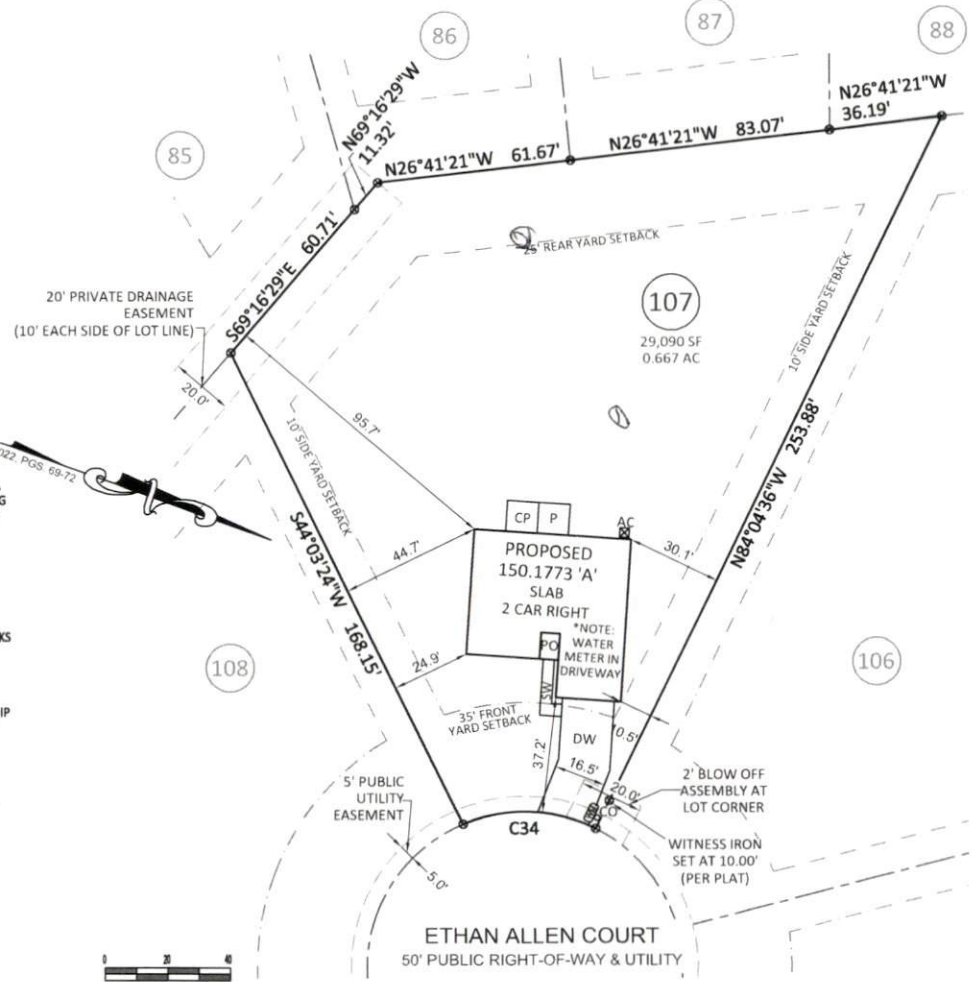 86
87
88
N26°41'21"W
36.19'
N69°16'29"W
11.32'
N26°41'21"W 83.07'
N26°41'21"W 61.67'
85
S69°16'29"E 60.71'
25' REAR YARD SETBACK
20' PRIVATE DRAINAGE
EASEMENT
(10' EACH SIDE OF LOT LINE)
107
29,090 SF
0.667 AC
10' SIDE YARD SETBACK
20.0'
95.7'
10' SIDE YARD SETBACK
N84°04'36"W 253.88'
022, PGS. 69-72
G
S44°03'24"W 168.15'
44.7'
CP
P
AC
30.1'
PROPOSED
150.1773 'A'
SLAB
2 CAR RIGHT
*NOTE:
WATER
METER IN
DRIVEWAY
PO
SW
KS
108
24.9'
106
IP
35' FRONT
YARD SETBACK
37.2'
DW
10.5'
16.5'
20.0'
2' BLOW OFF
ASSEMBLY AT
LOT CORNER
5' PUBLIC
UTILITY
EASEMENT
CO
C34
WITNESS IRON
SET AT 10.00'
(PER PLAT)
5.0'
ETHAN ALLEN COURT
50' PUBLIC RIGHT-OF-WAY & UTILITY
0 20 40